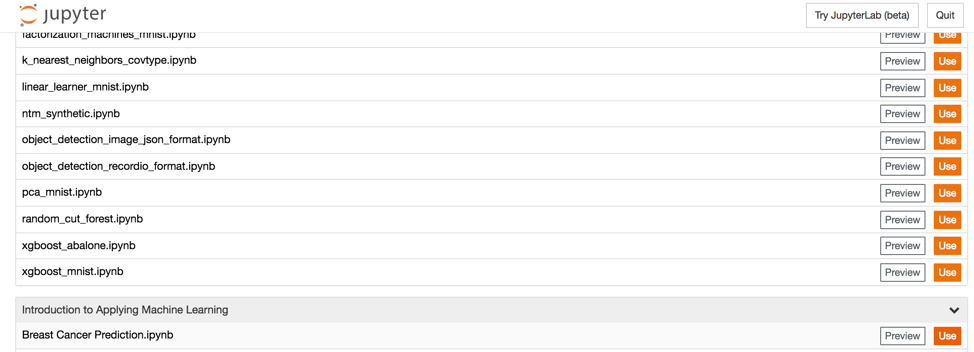 jupyter Try JupyterLab (beta) Quit
factorization_machines_mnist.ipynb Preview Use
k_nearest_neighbors_covtype.ipynb Preview Use
linear_learner_mnist.ipynb Preview Use
ntm_synthetic.ipynb Preview Use
object_detection_image_json_format.ipynb Preview Use
object_detection_recordio_format.ipynb Preview Use
pca_mnist.ipynb Preview Use
random_cut_forest.ipynb Preview Use
xgboost_abalone.ipynb Preview Use
xgboost_mnist.ipynb Preview Use
Introduction to Applying Machine Learning
Breast Cancer Prediction.ipynb Preview Use